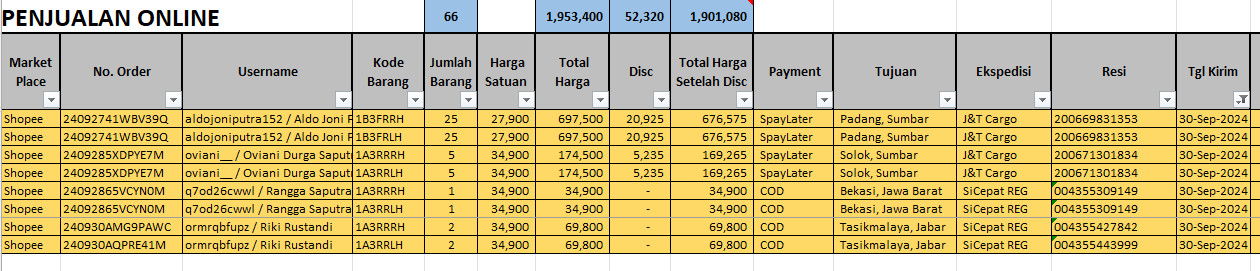 PENJUALAN ONLINE 66 1,953,400 52,320 1,901,080
Market Place No. Order Username Kode Barang Jumlah Barang Harga Satuan Total Harga Disc Total Harga Setelah Disc Payment Tujuan Ekspedisi Resi Tgl Kirim
Shopee 24092741WBV39Q aldojoniputra152 / Aldo Joni P 1B3FRRH 25 27,900 697,500 20,925 676,575 SpayLater Padang, Sumbar J&T Cargo 200669831353 30-Sep-2024
Shopee 24092741WBV39Q aldojoniputra152 / Aldo Joni P 1B3FRLH 25 27,900 697,500 20,925 676,575 SpayLater Padang, Sumbar J&T Cargo 200669831353 30-Sep-2024
Shopee 2409285XDPYE7M oviani__ / Oviani Durga Saput 1A3RRRH 5 34,900 174,500 5,235 169,265 SpayLater Solok, Sumbar J&T Cargo 200671301834 30-Sep-2024
Shopee 2409285XDPYE7M oviani__ / Oviani Durga Saput 1A3RRLH 5 34,900 174,500 5,235 169,265 SpayLater Solok, Sumbar J&T Cargo 200671301834 30-Sep-2024
Shopee 24092865VCYN0M q7od26cwwl / Rangga Saputra 1A3RRRH 1 34,900 34,900 - 34,900 COD Bekasi, Jawa Barat SiCepat REG 004355309149 30-Sep-2024
Shopee 24092865VCYN0M q7od26cwwl / Rangga Saputra 1A3RRLH 1 34,900 34,900 - 34,900 COD Bekasi, Jawa Barat SiCepat REG 004355309149 30-Sep-2024
Shopee 240930AMG9PAWC ormrqbfupz / Riki Rustandi 1A3RRRH 2 34,900 69,800 - 69,800 COD Tasikmalaya, Jabar SiCepat REG 004355427842 30-Sep-2024
Shopee 240930AQPRE41M ormrqbfupz / Riki Rustandi 1A3RRLH 2 34,900 69,800 - 69,800 COD Tasikmalaya, Jabar SiCepat REG 004355443999 30-Sep-2024